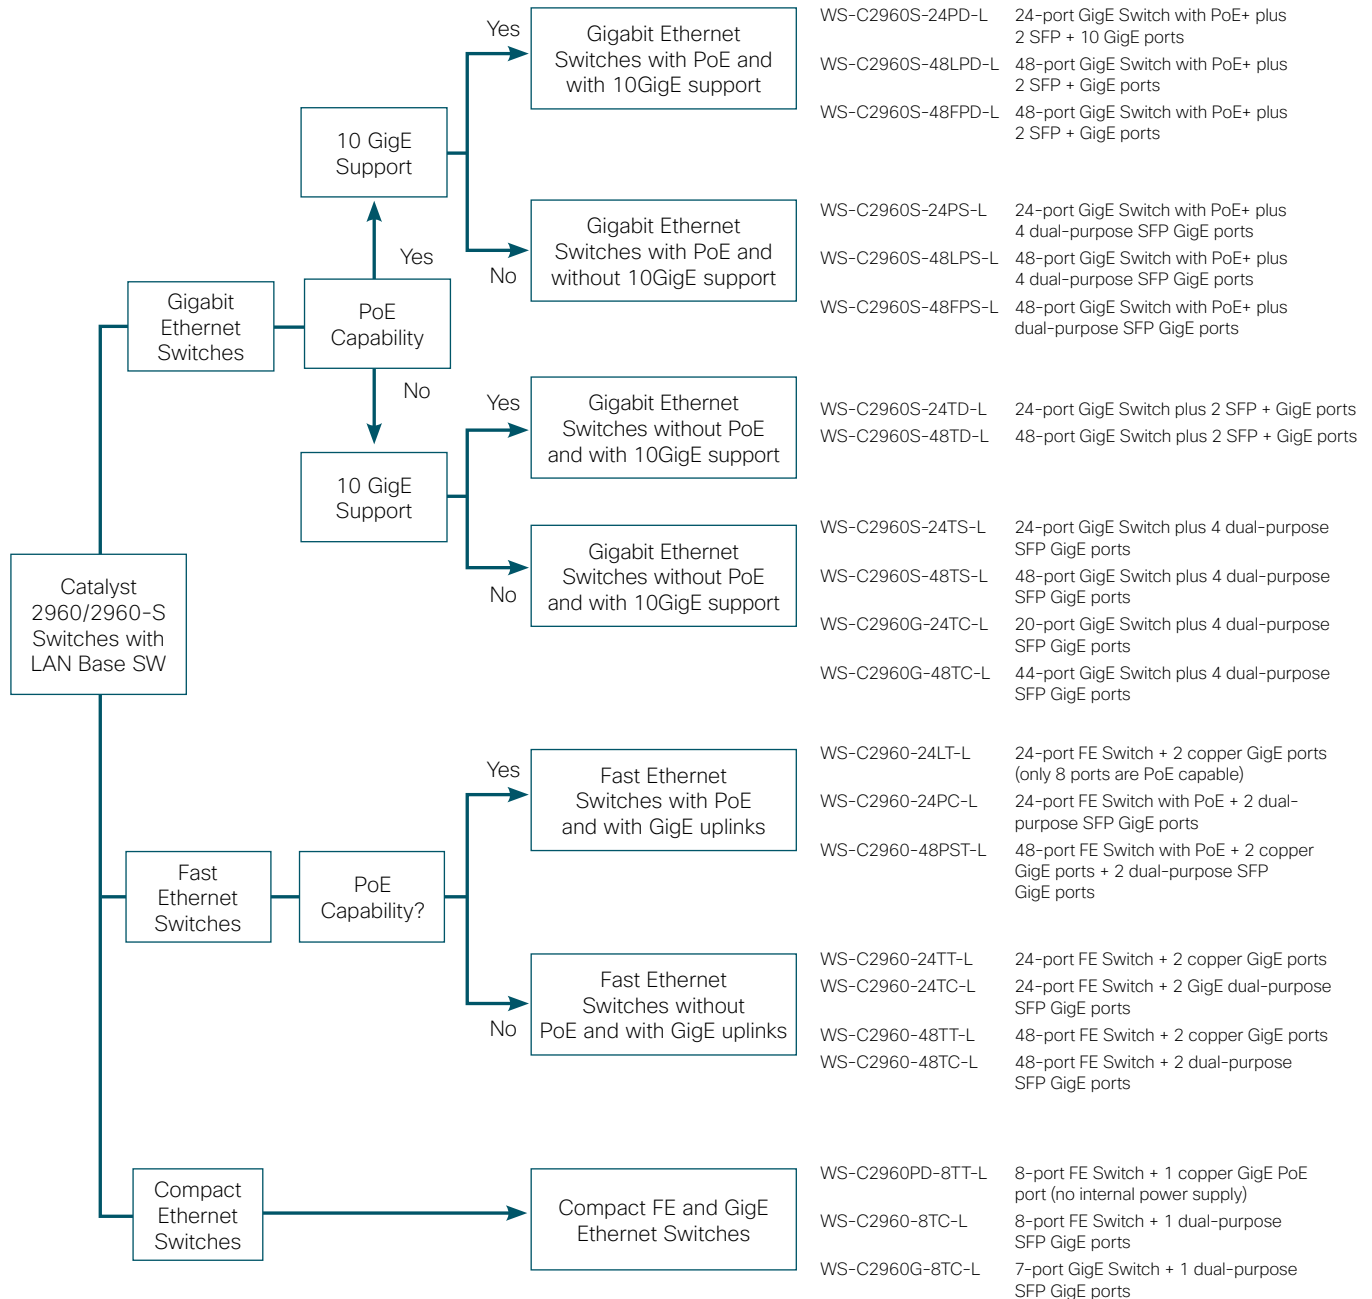 Catalyst
2960/2960-S
Switches with
LAN Base SW
Gigabit
Ethernet
Switches
PoE
Capability
Yes
10 GigE
Support
Yes
Gigabit Ethernet
Switches with PoE and
with 10GigE support
WS-C2960S-24PD-L 24-port GigE Switch with PoE+ plus
2 SFP + 10 GigE ports
WS-C2960S-48LPD-L 48-port GigE Switch with PoE+ plus
2 SFP + GigE ports
WS-C2960S-48FPD-L 48-port GigE Switch with PoE+ plus
2 SFP + GigE ports
No
Gigabit Ethernet
Switches with PoE and
without 10GigE support
WS-C2960S-24PS-L 24-port GigE Switch with PoE+ plus
4 dual-purpose SFP GigE ports
WS-C2960S-48LPS-L 48-port GigE Switch with PoE+ plus
4 dual-purpose SFP GigE ports
WS-C2960S-48FPS-L 48-port GigE Switch with PoE+ plus
dual-purpose SFP GigE ports
No
10 GigE
Support
Yes
Gigabit Ethernet
Switches without PoE
and with 10GigE support
WS-C2960S-24TD-L 24-port GigE Switch plus 2 SFP + GigE ports
WS-C2960S-48TD-L 48-port GigE Switch plus 2 SFP + GigE ports
No
Gigabit Ethernet
Switches without PoE
and with 10GigE support
WS-C2960S-24TS-L 24-port GigE Switch plus 4 dual-purpose
SFP GigE ports
WS-C2960S-48TS-L 48-port GigE Switch plus 4 dual-purpose
SFP GigE ports
WS-C2960G-24TC-L 20-port GigE Switch plus 4 dual-purpose
SFP GigE ports
WS-C2960G-48TC-L 44-port GigE Switch plus 4 dual-purpose
SFP GigE ports
Fast
Ethernet
Switches
PoE
Capability?
Yes
Fast Ethernet
Switches with PoE
and with GigE uplinks
WS-C2960-24LT-L 24-port FE Switch + 2 copper GigE ports
(only 8 ports are PoE capable)
WS-C2960-24PC-L 24-port FE Switch with PoE + 2 dual-
purpose SFP GigE ports
WS-C2960-48PST-L 48-port FE Switch with PoE + 2 copper
GigE ports + 2 dual-purpose SFP
GigE ports
No
Fast Ethernet
Switches without
PoE and with GigE uplinks
WS-C2960-24TT-L 24-port FE Switch + 2 copper GigE ports
WS-C2960-24TC-L 24-port FE Switch + 2 GigE dual-purpose
SFP GigE ports
WS-C2960-48TT-L 48-port FE Switch + 2 copper GigE ports
WS-C2960-48TC-L 48-port FE Switch + 2 dual-purpose
SFP GigE ports
Compact
Ethernet
Switches
Compact FE and GigE
Ethernet Switches
WS-C2960PD-8TT-L 8-port FE Switch + 1 copper GigE PoE
port (no internal power supply)
WS-C2960-8TC-L 8-port FE Switch + 1 dual-purpose
SFP GigE ports
WS-C2960G-8TC-L 7-port GigE Switch + 1 dual-purpose
SFP GigE ports